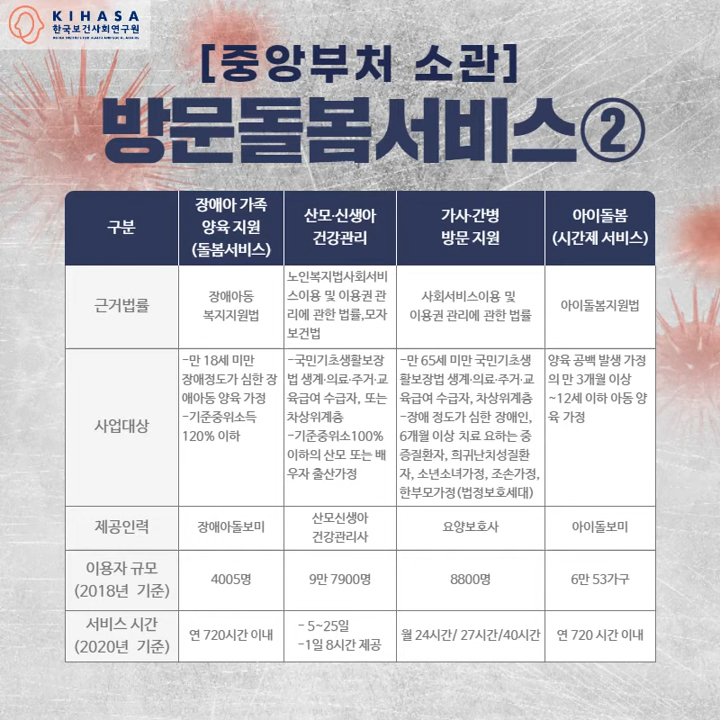 KIHASA
한국보건사회연구원
[중앙부처 소관]
방문돌봄서비스②
구분
장애아 가족
양육 지원
(돌봄서비스)
산모·신생아
건강관리
가사·간병
방문 지원
아이돌봄
(시간제 서비스)
근거법률
장애아동
복지지원법
노인복지법사회서비
스이용 및 이용권 관
리에 관한 법률,모자
보건법
사회서비스이용 및
이용권 관리에 관한 법률
아이돌봄지원법
사업대상
-만 18세 미만
장애정도가 심한 장
애아동 양육 가정
-기준중위소득
120% 이하
-국민기초생활보장
법 생계·의료·주거·교
육급여 수급자, 또는
차상위계층
-기준중위소100%
이하의 산모 또는 배
우자 출산가정
-만 65세 미만 국민기초생
활보장법 생계·의료·주거·교
육급여 수급자, 차상위계층
-장애 정도가 심한 장애인,
6개월 이상 치료 요하는 중
증질환자, 희귀난치성질환
자, 소년소녀가정, 조손가정,
한부모가정(법정보호세대)
양육 공백 발생 가정
의 만 3개월 이상
~12세 이하 아동 양
육 가정
제공인력
장애아돌보미
산모신생아
건강관리사
요양보호사
아이돌보미
이용자 규모
(2018년 기준)
4005명
9만 7900명
8800명
6만 53가구
서비스 시간
(2020년 기준)
연 720시간 이내
- 5~25일
-1일 8시간 제공
월 24시간/ 27시간/40시간
연 720 시간 이내